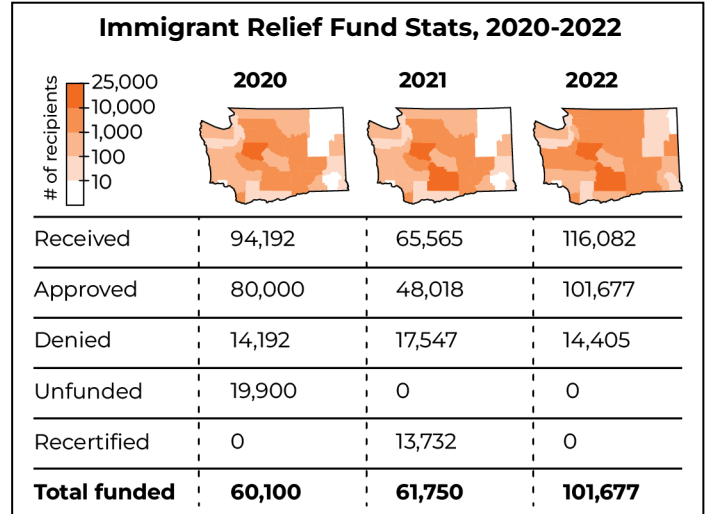 Immigrant Relief Fund Stats, 2020-2022
# of recipients
25,000
10,000
1,000
100
10
2020 2021 2022
Received 94,192 65,565 116,082
Approved 80,000 48,018 101,677
Denied 14,192 17,547 14,405
Unfunded 19,900 0 0
Recertified 0 13,732 0
Total funded 60,100 61,750 101,677